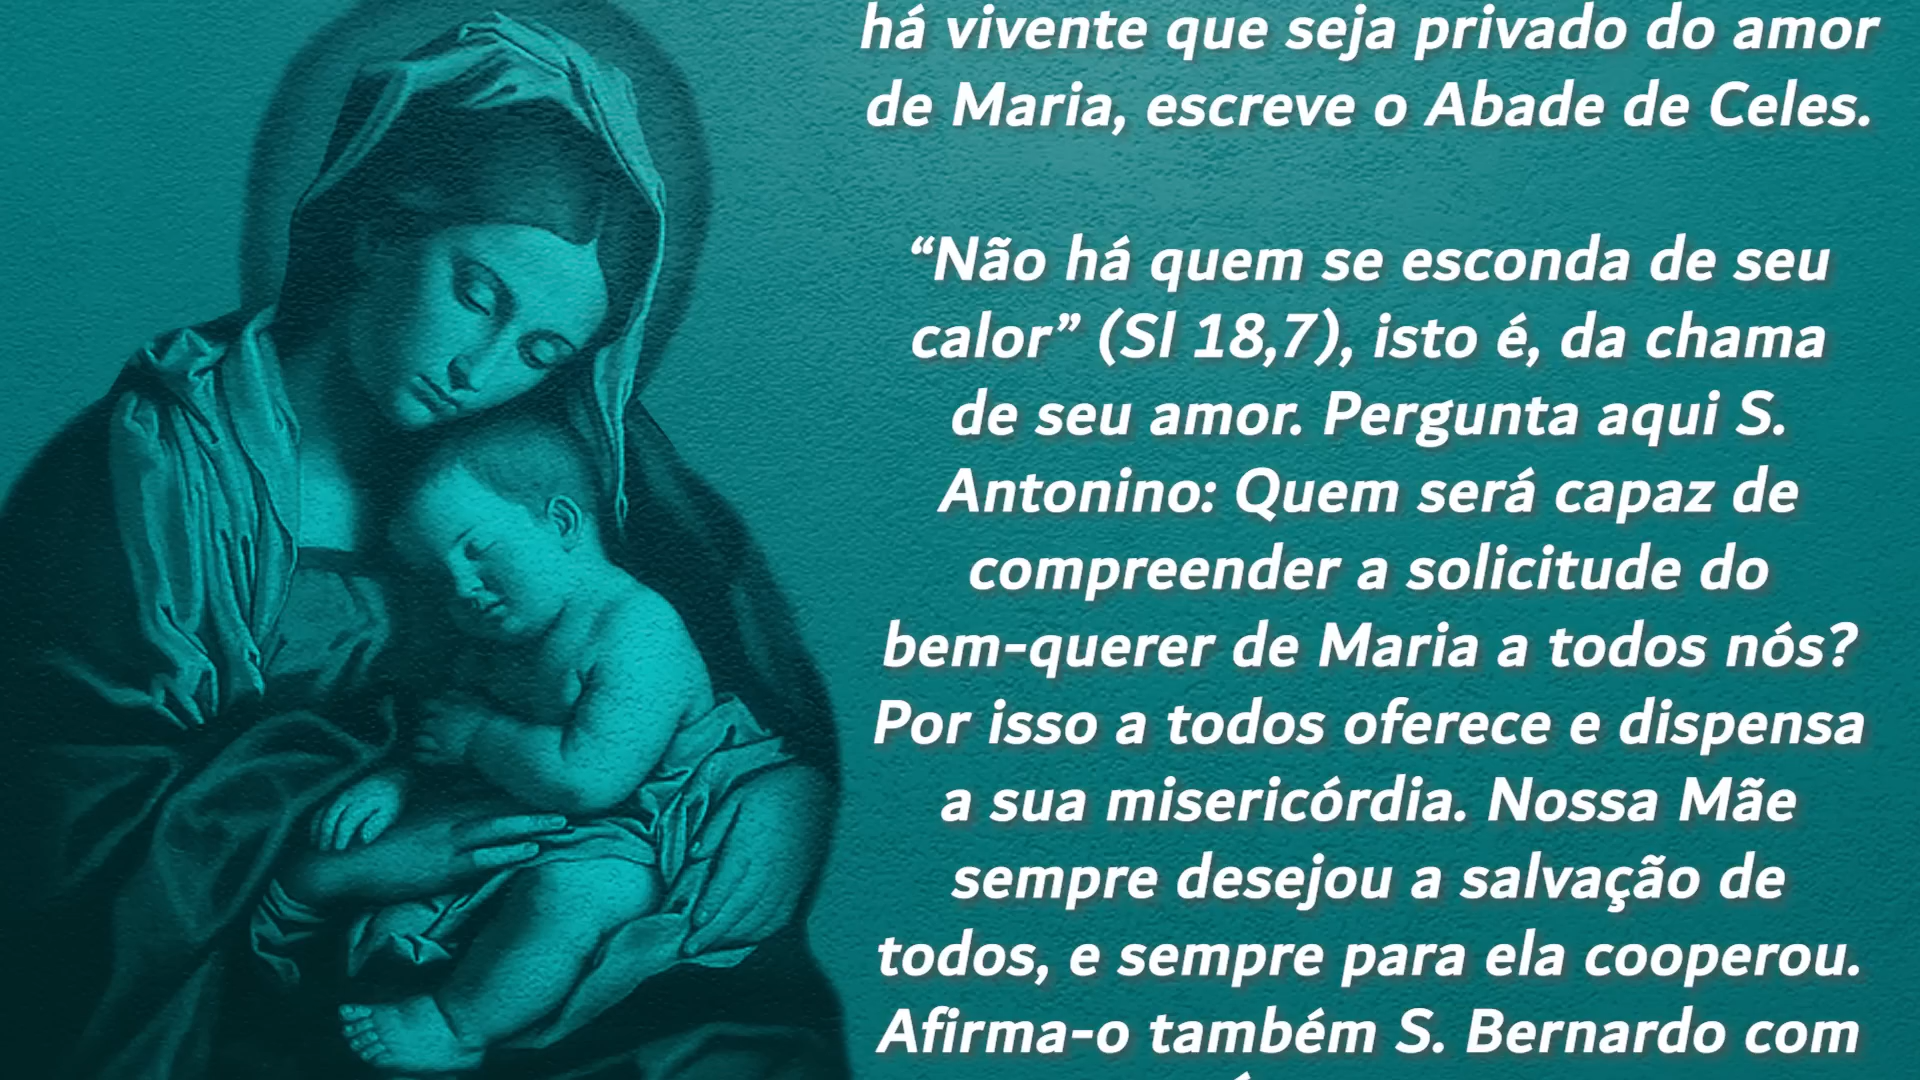 há vivente que seja privado do amor
de Maria, escreve o Abade de Celes.
“Não há quem se esconda de seu
calor” (Sl 18,7), isto é, da chama
de seu amor. Pergunta aqui S.
Antonino: Quem será capaz de
compreender a solicitude do
bem-querer de Maria a todos nós?
Por isso a todos oferece e dispensa
a sua misericórdia. Nossa Mãe
sempre desejou a salvação de
todos, e sempre para ela cooperou.
Afirma-o também S. Bernardo com